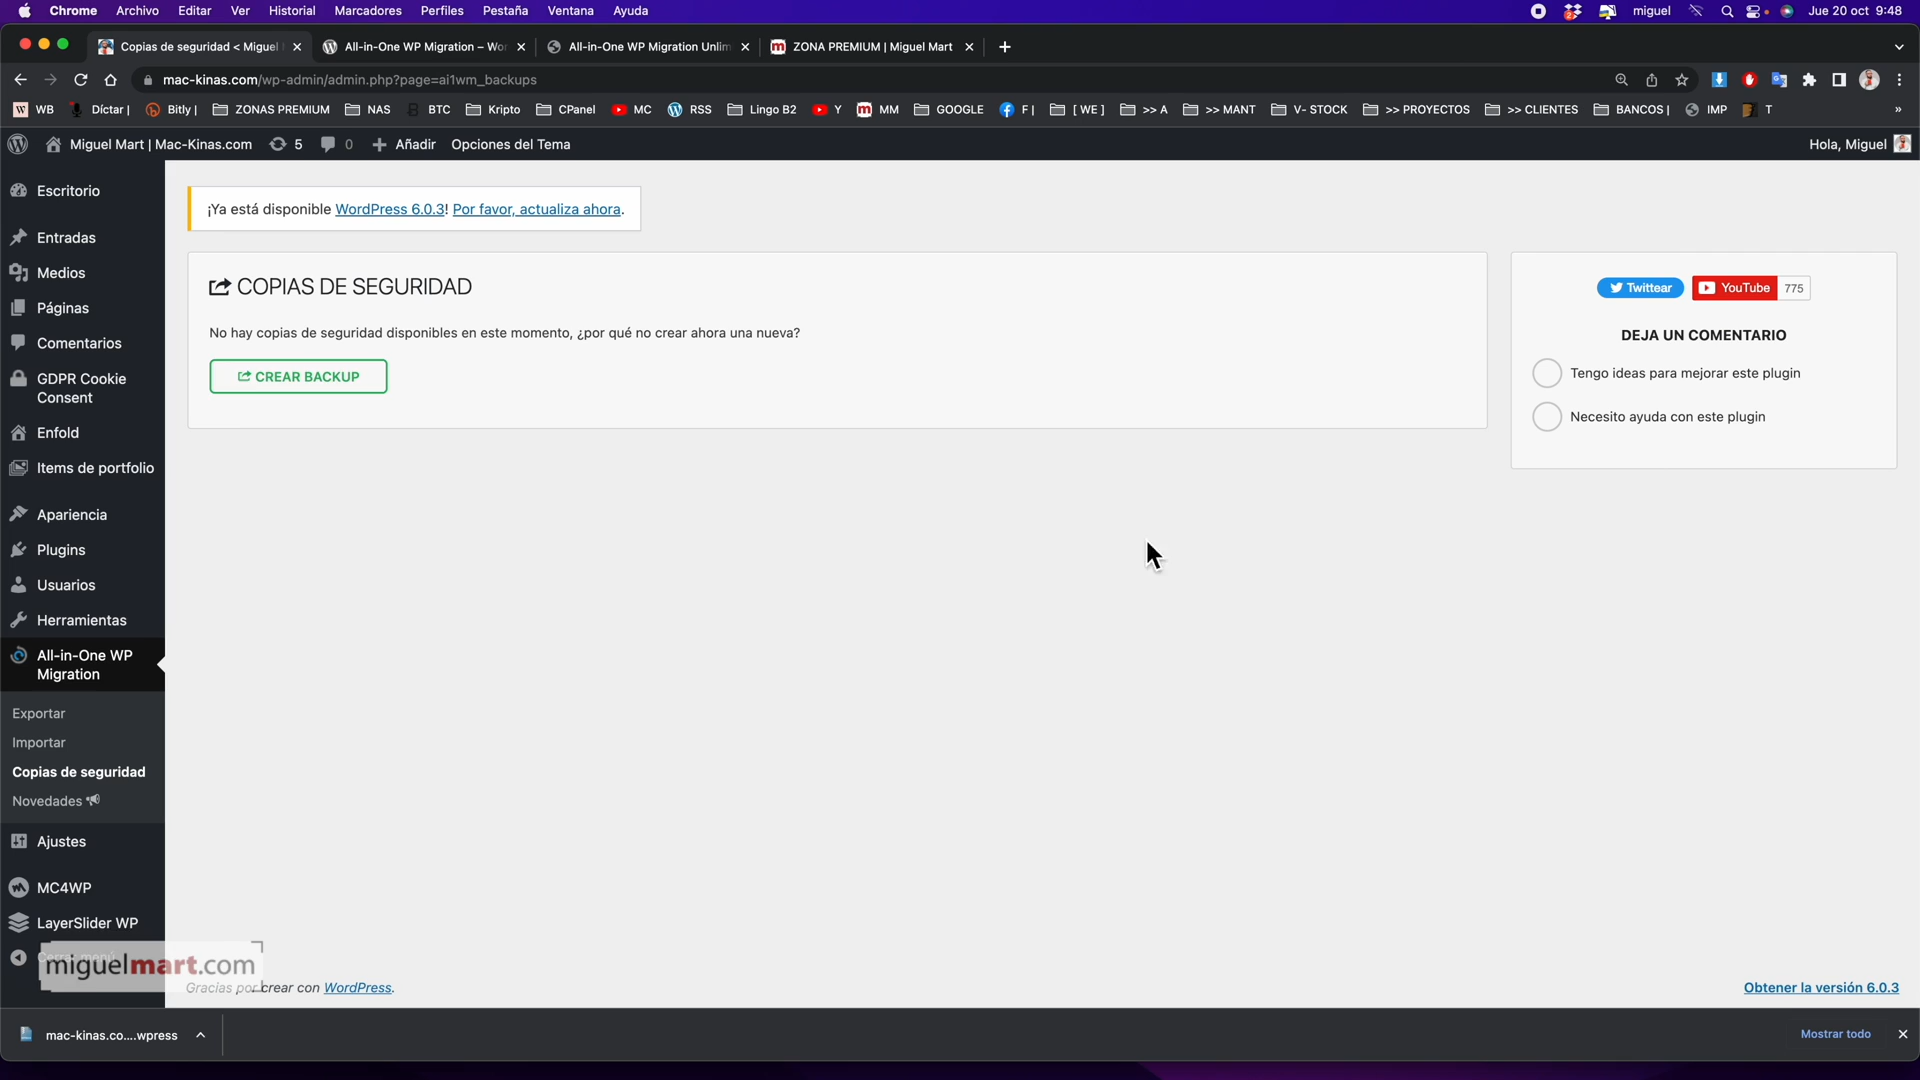 Chrome Archivo Editar Ver Historial Marcadores Perfiles Pestaña Ventana Ayuda
miguel Jue 20 oct 9:48
Copias de seguridad < Miguel
All-in-One WP Migration – Wor
All-in-One WP Migration Unlim
ZONA PREMIUM | Miguel Mart
mac-kinas.com/wp-admin/admin.php?page=ai1wm_backups
WB Díctar | Bitly | ZONAS PREMIUM NAS BTC Kripto CPanel MC RSS Lingo B2 Y MM GOOGLE F | [ WE ] >> A >> MANT V- STOCK >> PROYECTOS >> CLIENTES BANCOS | IMP T »
Miguel Mart | Mac-Kinas.com 5 0 Añadir Opciones del Tema
Hola, Miguel
Escritorio
Entradas
Medios
Páginas
Comentarios
GDPR Cookie
Consent
Enfold
Items de portfolio
Apariencia
Plugins
Usuarios
Herramientas
All-in-One WP
Migration
Exportar
Importar
Copias de seguridad
Novedades
Ajustes
MC4WP
LayerSlider WP
Cerrar menú
miguelmart.com
¡Ya está disponible WordPress 6.0.3! Por favor, actualiza ahora.
COPIAS DE SEGURIDAD
No hay copias de seguridad disponibles en este momento, ¿por qué no crear ahora una nueva?
CREAR BACKUP
Twittear
YouTube 775
DEJA UN COMENTARIO
Tengo ideas para mejorar este plugin
Necesito ayuda con este plugin
Gracias por crear con WordPress.
Obtener la versión 6.0.3
mac-kinas.co....wpress
Mostrar todo